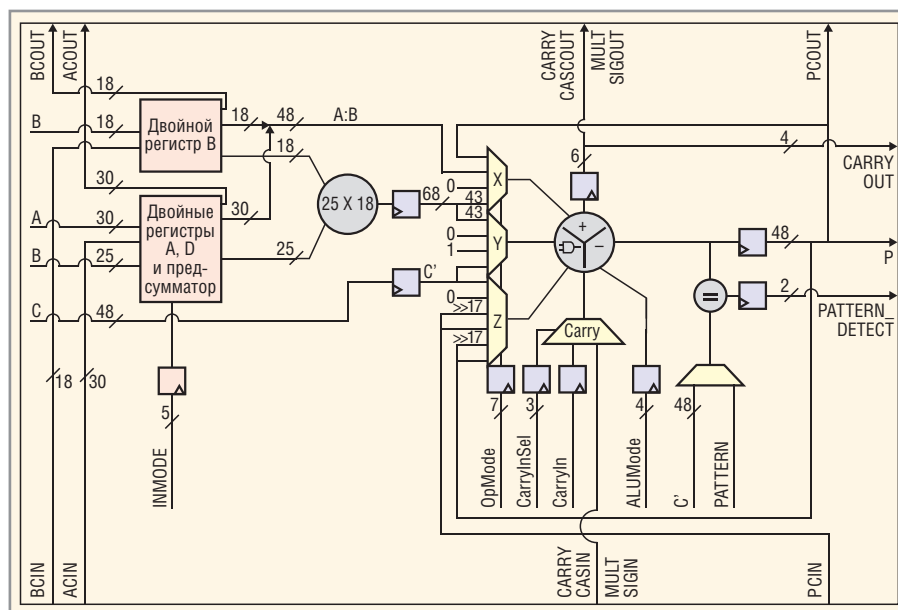 BCOUT
ACOUT
CARRY
CASCOUT
MULT
SIGOUT
PCOUT
18
B
18
Двойной
регистр B
18
48
A:B
18
4
CARRY
OUT
6
30
A
30
Двойные
регистры
A, D
и пред-
сумматор
30
B
25
25
25 X 18
68
0
43
43
X
0
1
Y
C'
0
>>17
>>17
Z
+
−
48
P
=
2
PATTERN_
DETECT
C
48
Carry
18
30
5
INMODE
7
OpMode
3
CarryInSel
CarryIn
4
ALUMode
48
C'
PATTERN
BCIN
ACIN
CARRY
CASIN
MULT
SIGIN
PCIN